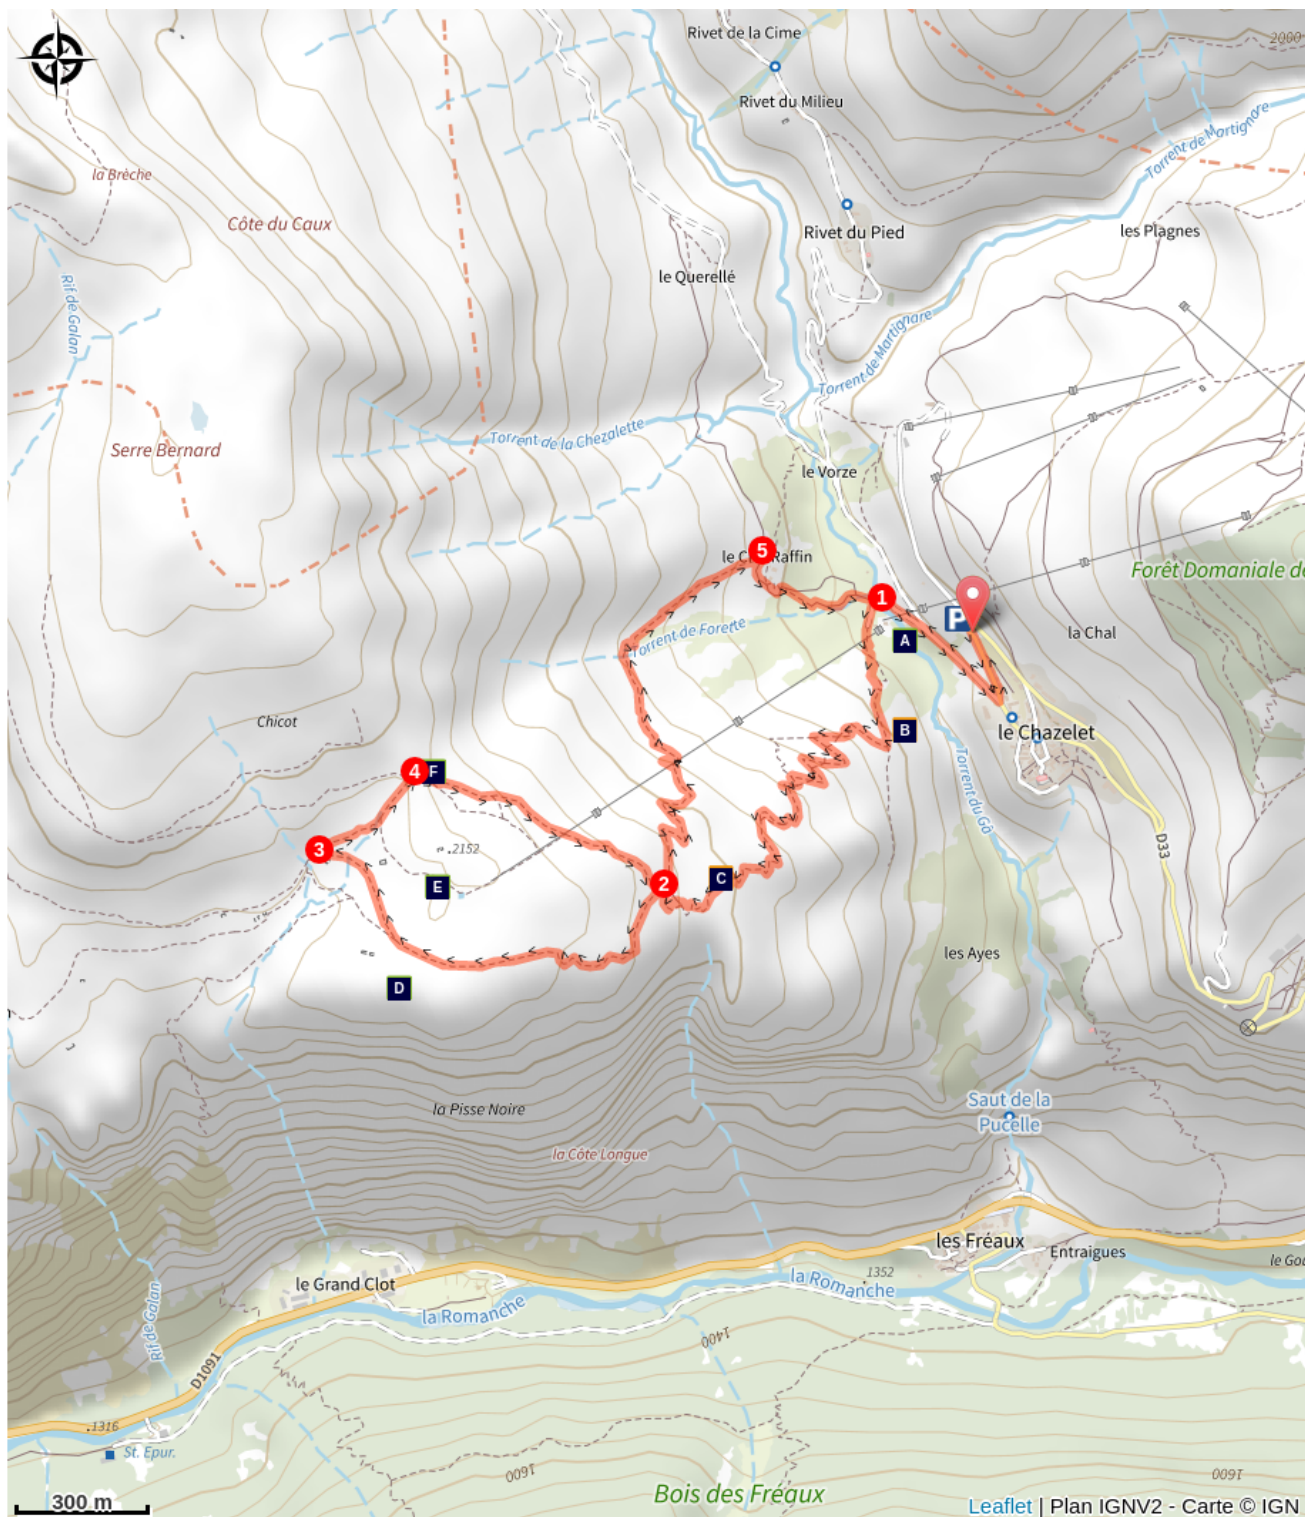 Rivet de la Cime
2000
Rivet du Milieu
Torrent de Martignare
la Brèche
Côte du Caux
Rivet du Pied
les Plagnes
le Querellé
Rif de Galan
Torrent de Martignare
Torrent de la Chezalette
Serre Bernard
le Vorze
5
Forêt Domaniale de
1
P
Torrent de Forette
A
la Chal
Chicot
B
le Chazelet
4
F
Torrent du Gâ
3
.2152
D33
E
2
C
les Ayes
D
Saut de la
Pucelle
la Pisse Noire
la Côte Longue
les Fréaux
Entraigues
le Gou
le Grand Clot
la Romanche
.1352
la Romanche
Rif de Galan
1400
D1091
.1316
St. Epur.
1600
1600
Bois des Fréaux
300 m
Leaflet | Plan IGNV2 - Carte © IGN